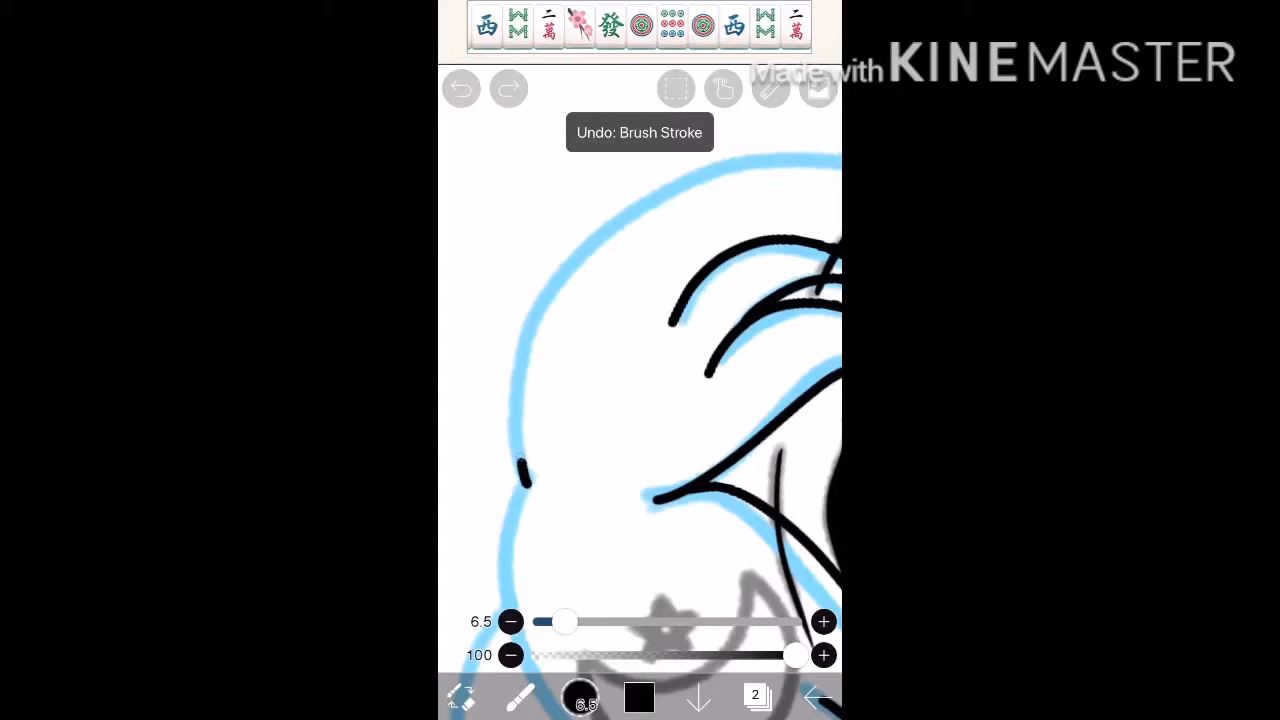 西 二 萬 發 西 二 萬
Made with KINEMASTER
Undo: Brush Stroke
6.5
100
6.5
2